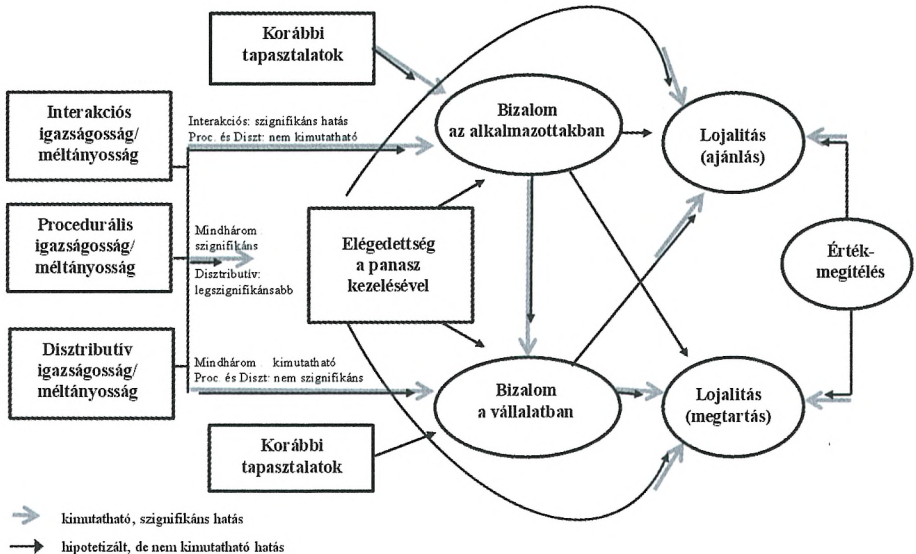 Korábbi
tapasztalatok
Interakciós
igazságosság/
méltányosság
Interakciós: szignifikáns hatás
Proc. és Diszt: nem kimutatható
Bizalom
az alkalmazottakban
Lojalitás
(ajánlás)
Procedurális
igazságosság/
méltányosság
Mindhárom
szignifikáns
Disztributív:
legszignifikánsabb
Elégedettség
a panasz
kezelésével
Érték-
megítélés
Disztributív
igazságosság/
méltányosság
Mindhárom kimutatható
Proc. és Diszt: nem szignifikáns
Bizalom
a vállalatban
Lojalitás
(megtartás)
Korábbi
tapasztalatok
kimutatható, szignifikáns hatás
hipotetizált, de nem kimutatható hatás